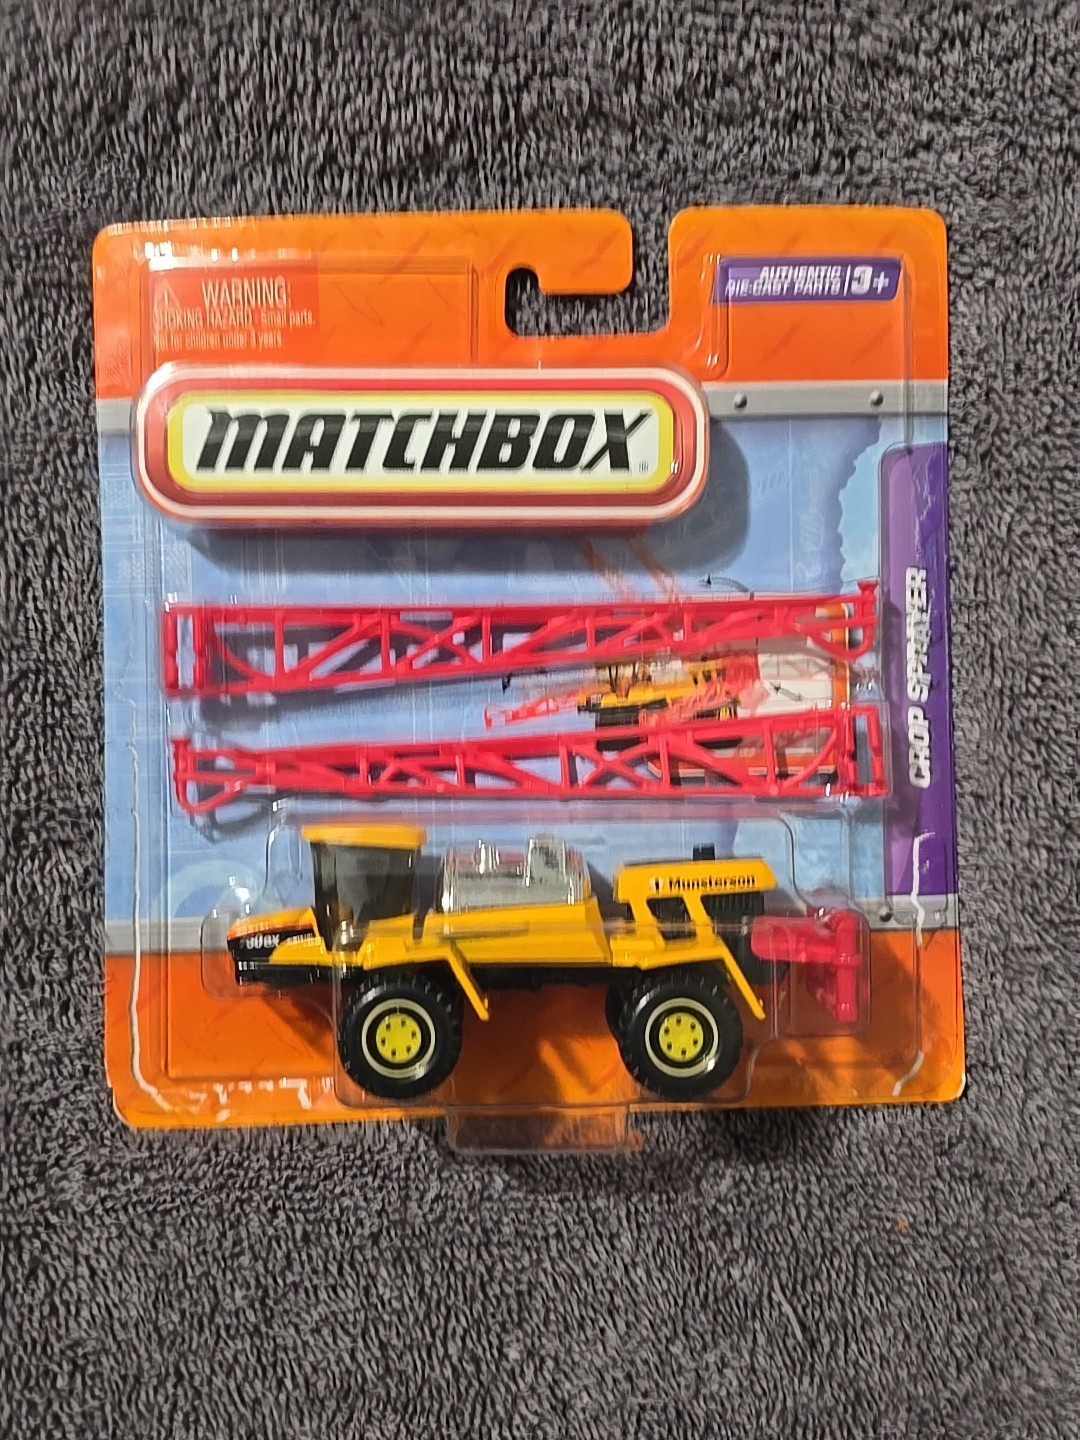 WARNING:
CHOKING HAZARD - Small parts.
Not for children under 3 years
AUTHENTIC
DIE-CAST PARTS
3+
MATCHBOX
CROP SPRAYER
Munsterson